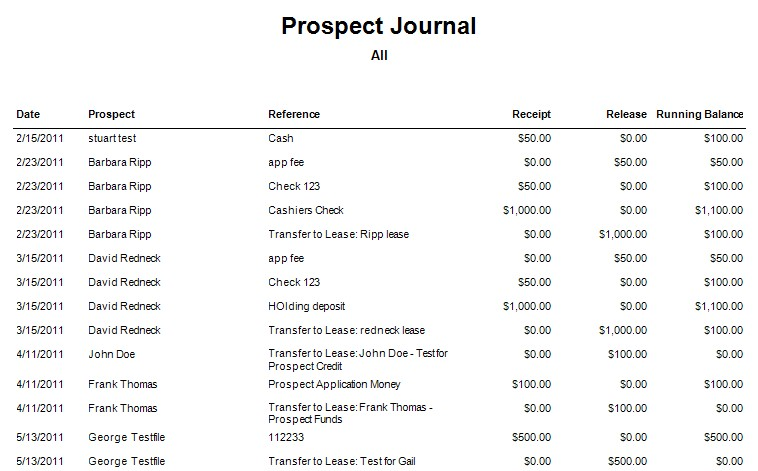 Prospect Journal
All
Date Prospect Reference Receipt Release Running Balance
2/15/2011 stuart test Cash $50.00 $0.00 $100.00
2/23/2011 Barbara Ripp app fee $0.00 $50.00 $50.00
2/23/2011 Barbara Ripp Check 123 $50.00 $0.00 $100.00
2/23/2011 Barbara Ripp Cashiers Check $1,000.00 $0.00 $1,100.00
2/23/2011 Barbara Ripp Transfer to Lease: Ripp lease $0.00 $1,000.00 $100.00
3/15/2011 David Redneck app fee $0.00 $50.00 $50.00
3/15/2011 David Redneck Check 123 $50.00 $0.00 $100.00
3/15/2011 David Redneck HOlding deposit $1,000.00 $0.00 $1,100.00
3/15/2011 David Redneck Transfer to Lease: redneck lease $0.00 $1,000.00 $100.00
4/11/2011 John Doe Transfer to Lease: John Doe - Test for $0.00 $100.00 $0.00
Prospect Credit
4/11/2011 Frank Thomas Prospect Application Money $100.00 $0.00 $100.00
4/11/2011 Frank Thomas Transfer to Lease: Frank Thomas - $0.00 $100.00 $0.00
Prospect Funds
5/13/2011 George Testfile 112233 $500.00 $0.00 $500.00
5/13/2011 George Testfile Transfer to Lease: Test for Gail $0.00 $500.00 $0.00